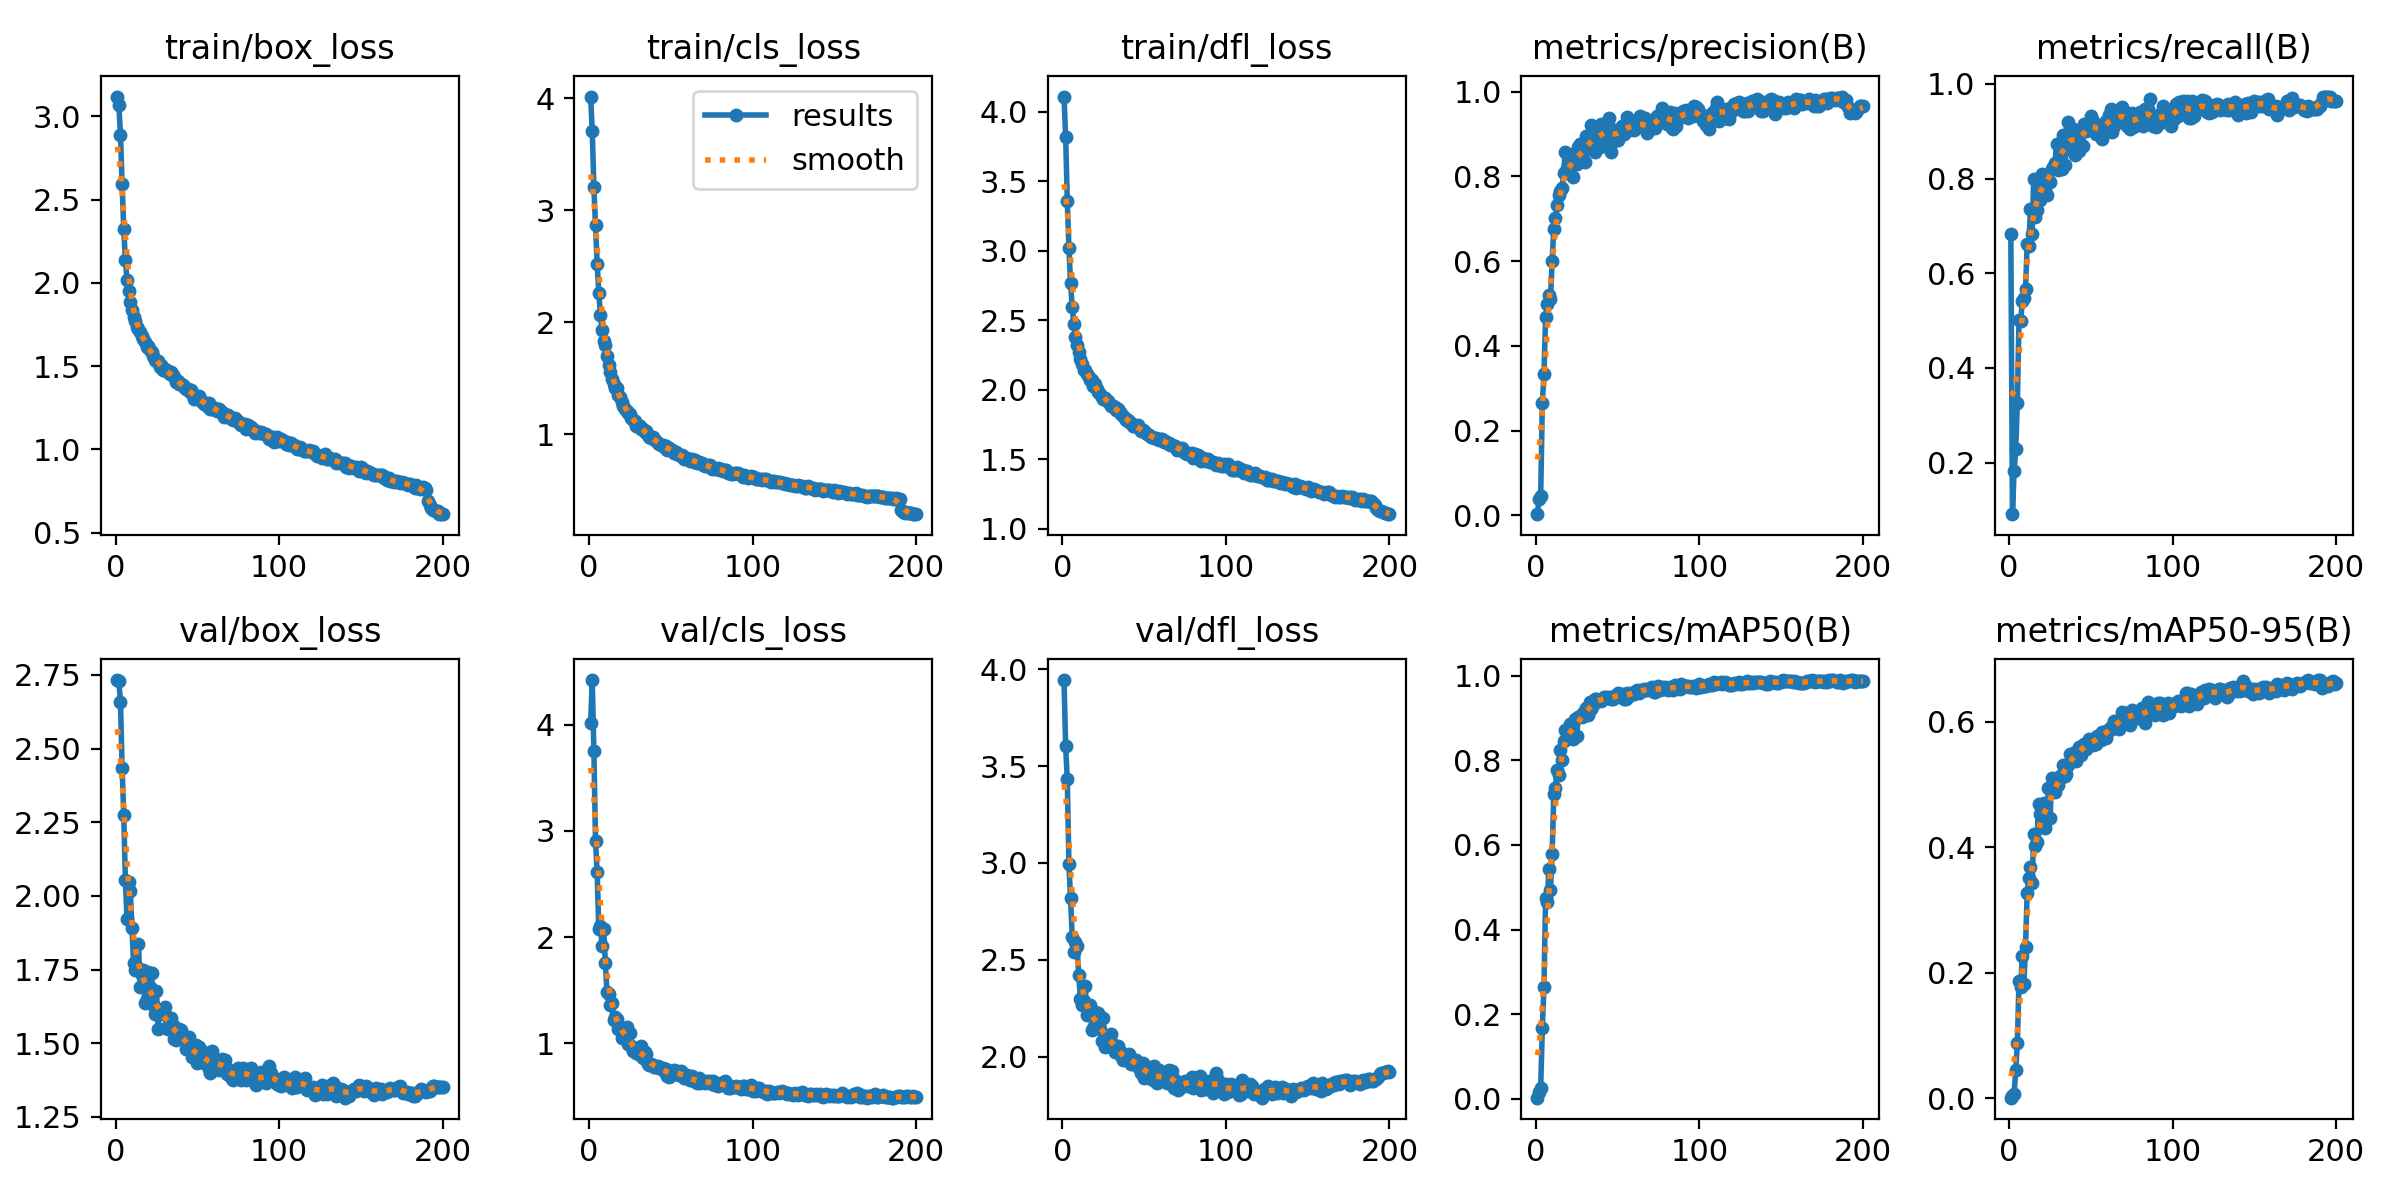 train/box_loss
3.0
2.5
2.0
1.5
1.0
0.5
0 100 200
train/cls_loss
results
smooth
4
3
2
1
0 100 200
train/dfl_loss
4.0
3.5
3.0
2.5
2.0
1.5
1.0
0 100 200
metrics/precision(B)
1.0
0.8
0.6
0.4
0.2
0.0
0 100 200
metrics/recall(B)
1.0
0.8
0.6
0.4
0.2
0 100 200
val/box_loss
2.75
2.50
2.25
2.00
1.75
1.50
1.25
0 100 200
val/cls_loss
4
3
2
1
0 100 200
val/dfl_loss
4.0
3.5
3.0
2.5
2.0
0 100 200
metrics/mAP50(B)
1.0
0.8
0.6
0.4
0.2
0.0
0 100 200
metrics/mAP50-95(B)
0.6
0.4
0.2
0.0
0 100 200